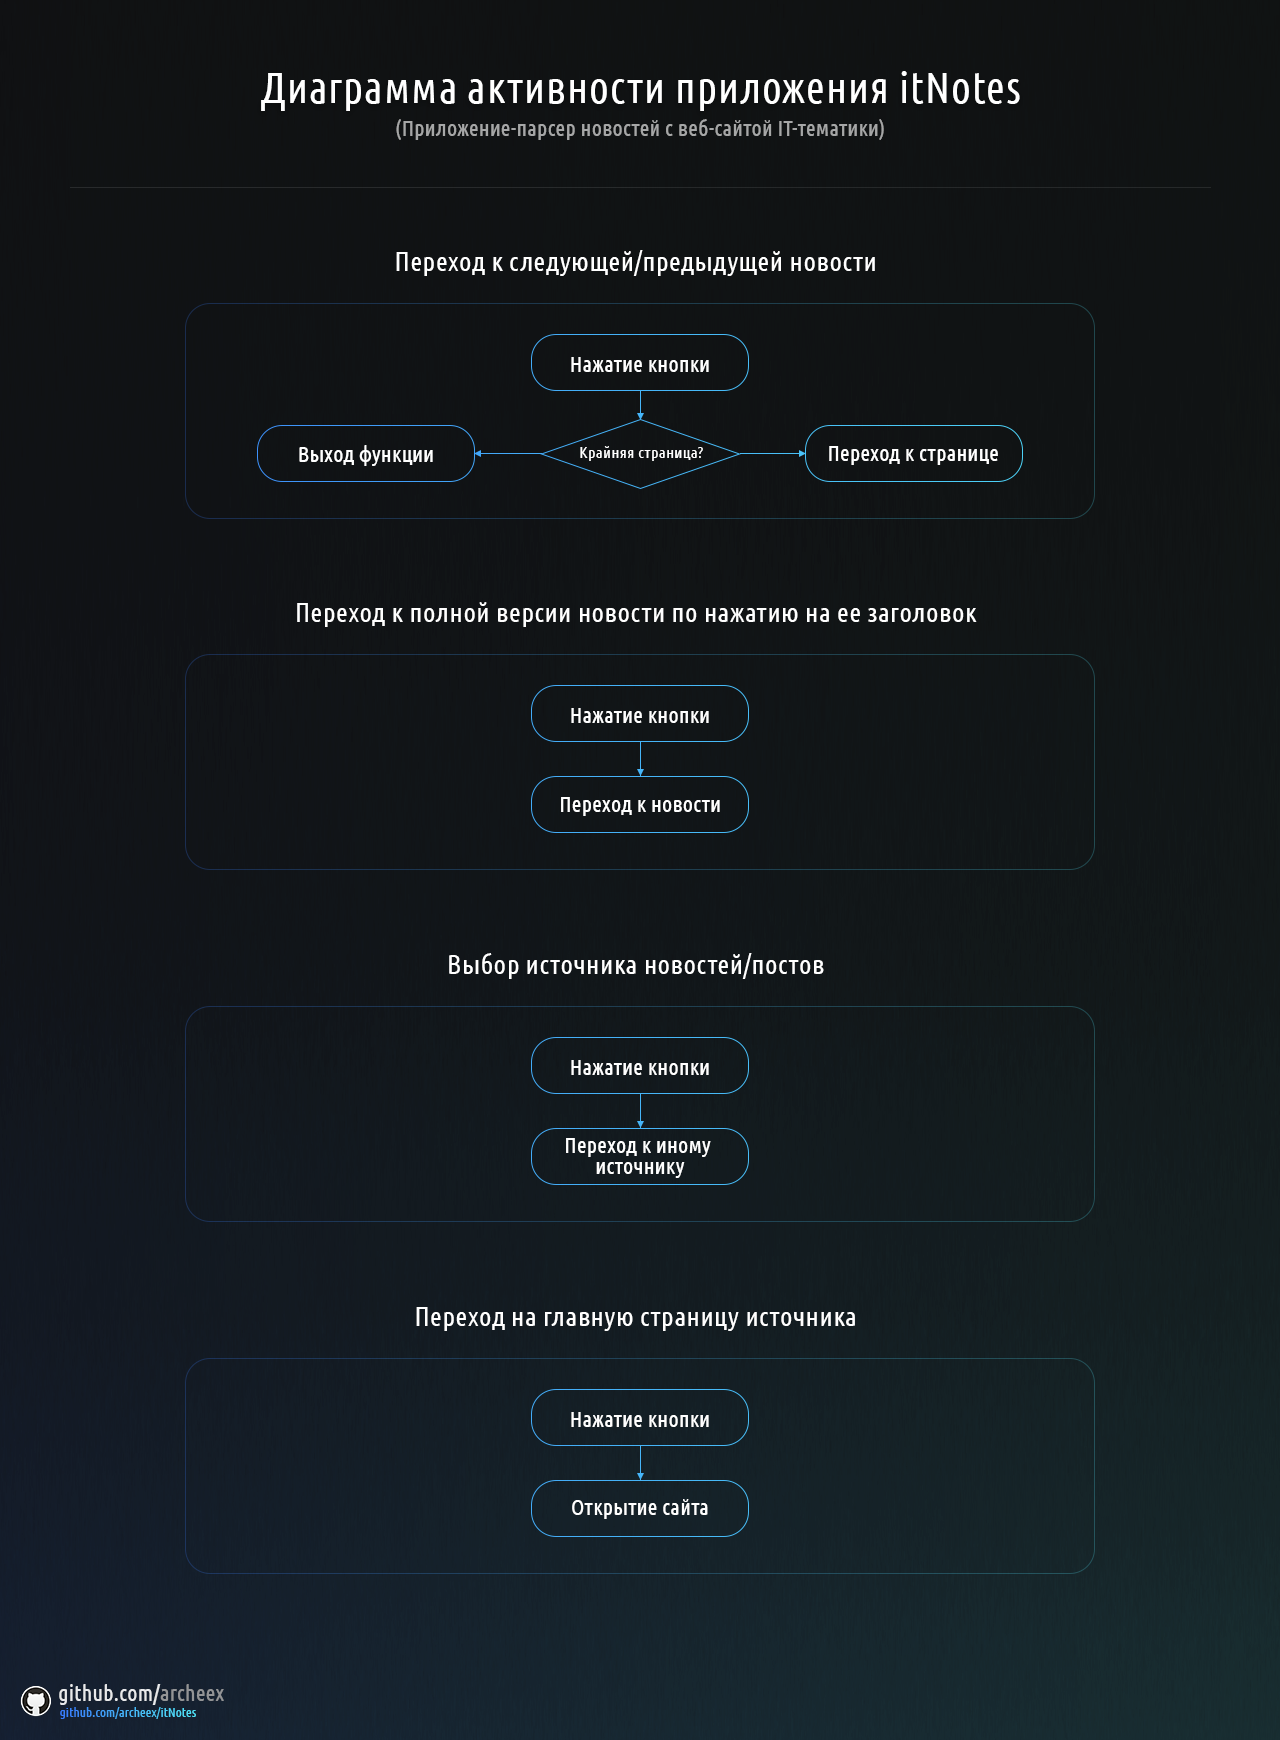 Диаграмма активности приложения itNotes
(Приложение-парсер новостей с веб-сайтой IT-тематики)
Переход к следующей/предыдущей новости
Нажатие кнопки
Выход функции
Крайняя страница?
Переход к странице
Переход к полной версии новости по нажатию на ее заголовок
Нажатие кнопки
Переход к новости
Выбор источника новостей/постов
Нажатие кнопки
Переход к иному
источнику
Переход на главную страницу источника
Нажатие кнопки
Открытие сайта
github.com/archeex
github.com/archeex/itNotes